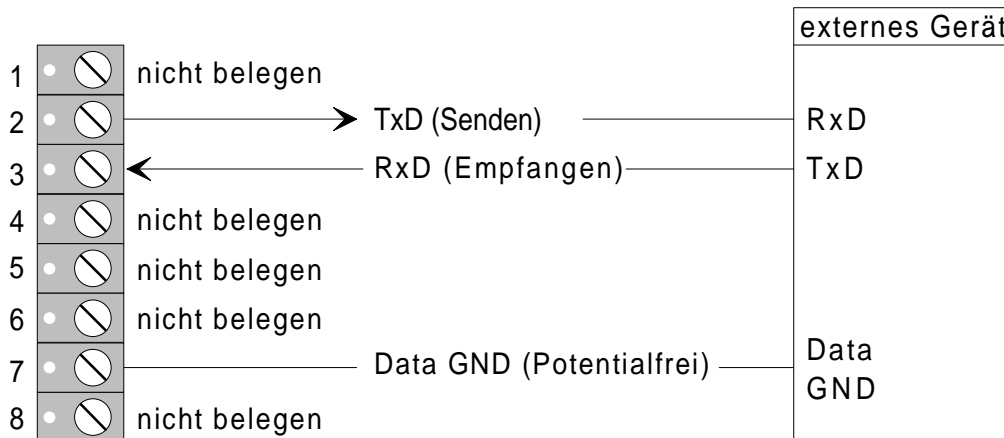 externes Gerät
1 nicht belegen
2 TxD (Senden) RxD
3 RxD (Empfangen) TxD
4 nicht belegen
5 nicht belegen
6 nicht belegen
7 Data GND (Potentialfrei) Data
GND
8 nicht belegen